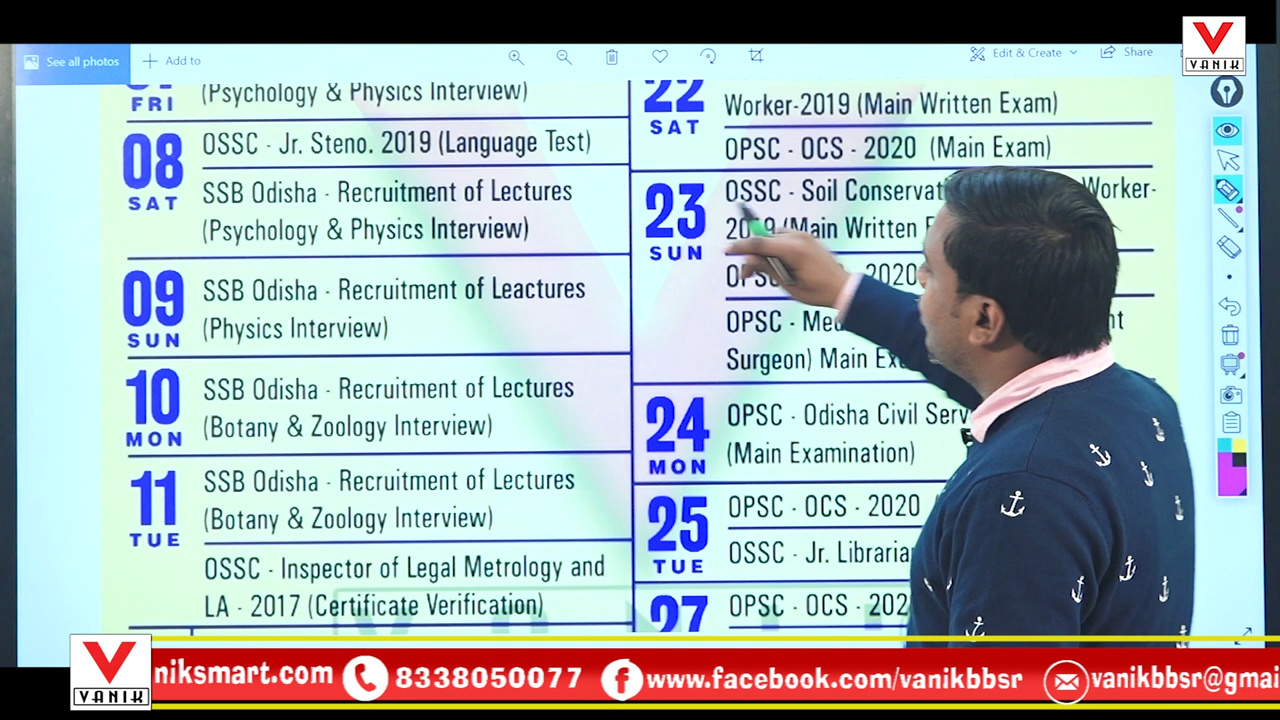 VANIK
See all photos
Add to
Edit & Create
Share
FRI
(Psychology & Physics Interview)
08
SAT
OSSC - Jr. Steno. 2019 (Language Test)
SSB Odisha - Recruitment of Lectures
(Psychology & Physics Interview)
09
SUN
SSB Odisha - Recruitment of Leactures
(Physics Interview)
10
MON
SSB Odisha - Recruitment of Lectures
(Botany & Zoology Interview)
11
TUE
SSB Odisha - Recruitment of Lectures
(Botany & Zoology Interview)
OSSC - Inspector of Legal Metrology and
LA - 2017 (Certificate Verification)
22
SAT
Worker-2019 (Main Written Exam)
OPSC - OCS - 2020 (Main Exam)
23
SUN
OSSC - Soil Worker-
(Main Written
2020
OPSC -
Surgeon) Main
24
MON
OPSC - Odisha Civil
(Main Examination)
25
TUE
OPSC - OCS - 2020
OSSC - Jr.
27
OPSC - OCS -
VANIK
niksmart.com
8338050077
www.facebook.com/vanikbbsr
vanikbbsr@gmai